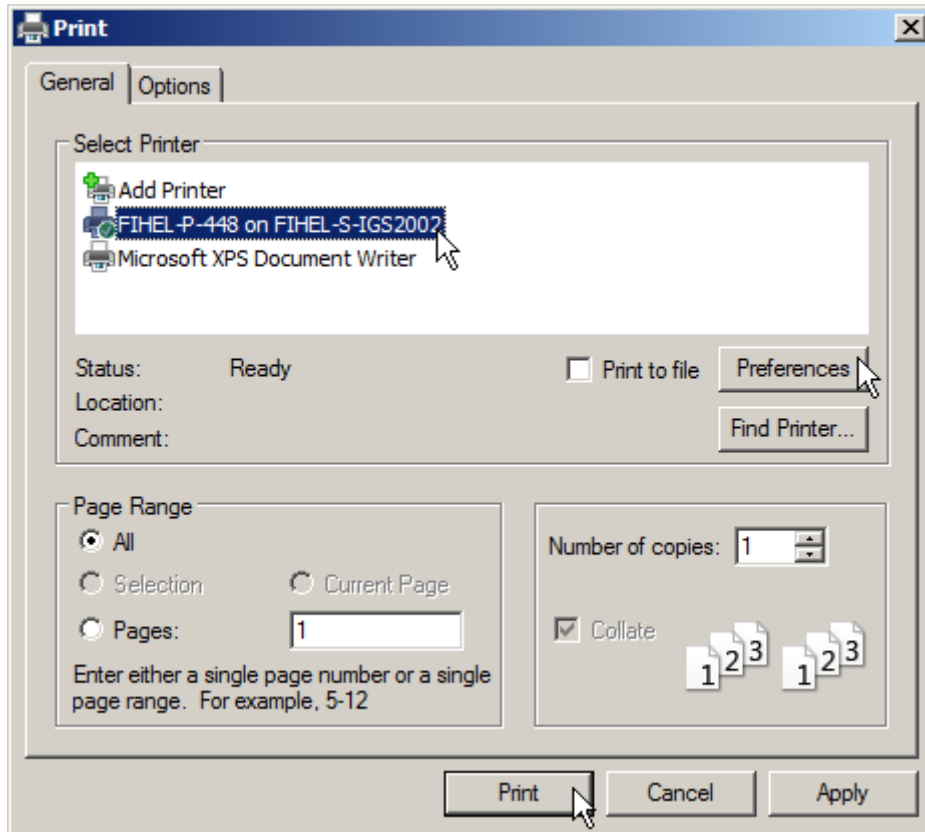 Print
General Options
Select Printer
Add Printer
FIHEL-P-448 on FIHEL-S-IGS2002
Microsoft XPS Document Writer
Status: Ready Print to file Preferences
Location:
Comment: Find Printer...
Page Range
All Number of copies: 1
Selection Current Page
Pages: 1 Collate 1 2 3 1 2 3
Enter either a single page number or a single
page range. For example, 5-12
Print Cancel Apply